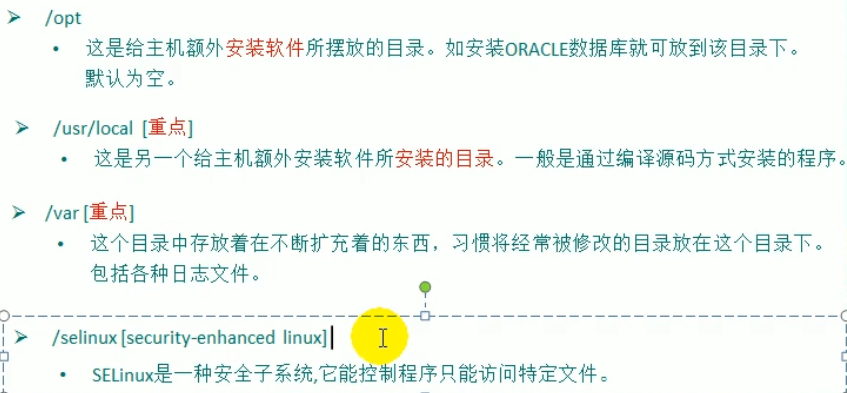 /opt
这是给主机额外安装软件所摆放的目录。如安装ORACLE数据库就可放到该目录下。
默认为空。
/usr/local [重点]
这是另一个给主机额外安装软件所安装的目录。一般是通过编译源码方式安装的程序。
/var [重点]
这个目录中存放着在不断扩充着的东西，习惯将经常被修改的目录放在这个目录下。
包括各种日志文件。
/selinux [security-enhanced linux]
SELinux是一种安全子系统,它能控制程序只能访问特定文件。